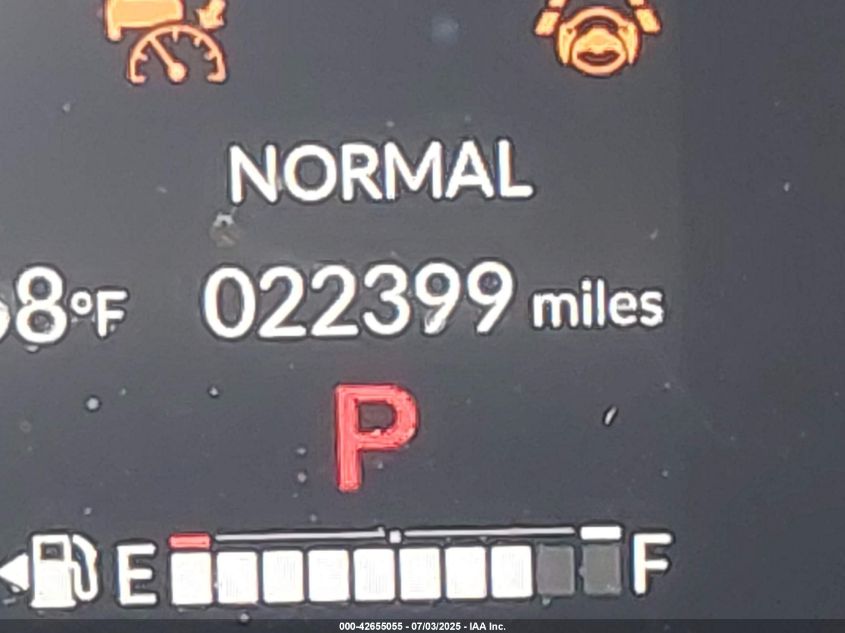 NORMAL
8°F 022399 miles
P
E F
000-42655055 - 07/03/2025 - IAA Inc.